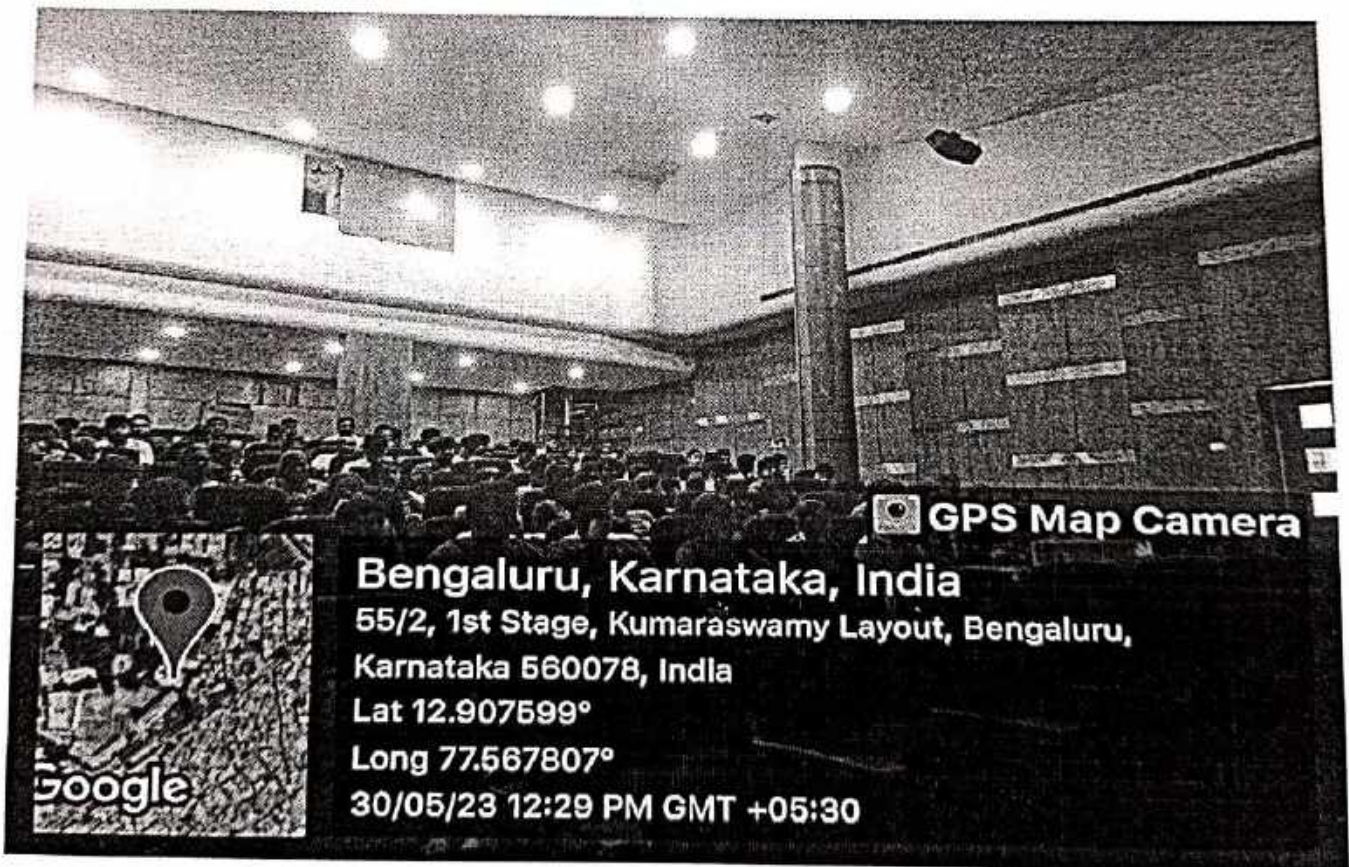 GPS Map Camera
Bengaluru, Karnataka, India
55/2, 1st Stage, Kumaraswamy Layout, Bengaluru,
Karnataka 560078, India
Lat 12.907599°
Long 77.567807°
30/05/23 12:29 PM GMT +05:30
Google